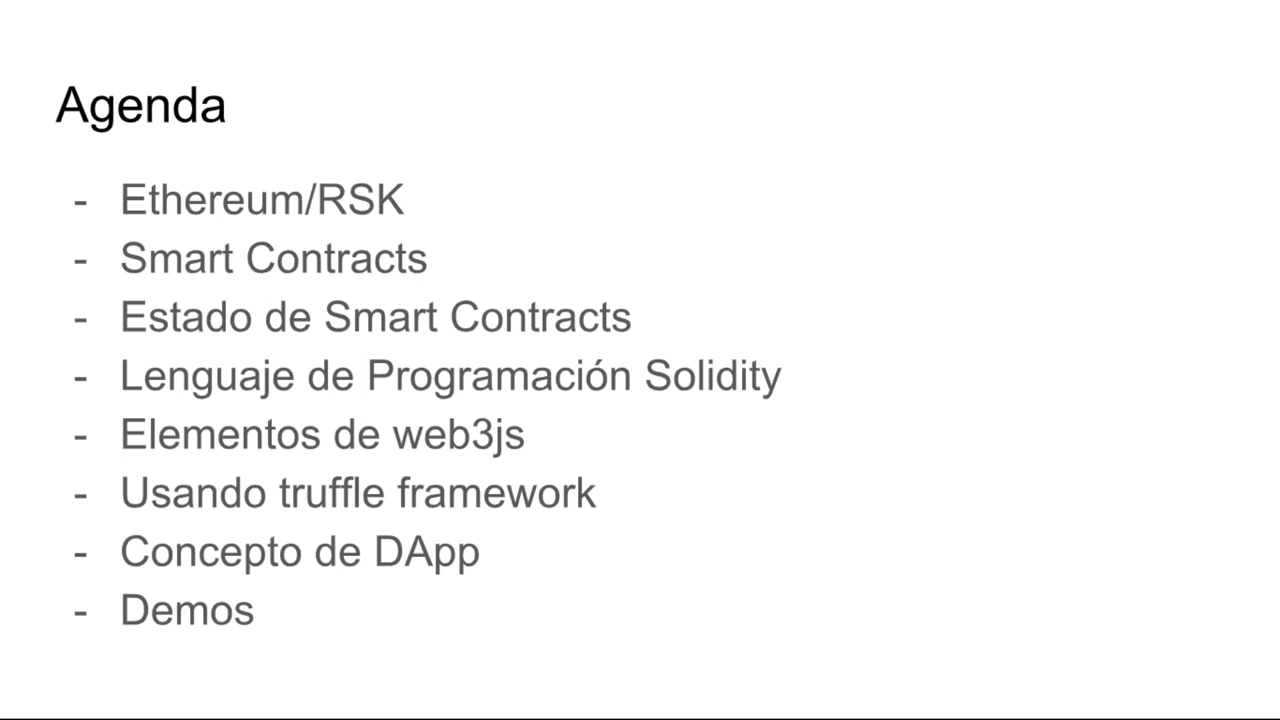 Agenda
- Ethereum/RSK
- Smart Contracts
- Estado de Smart Contracts
- Lenguaje de Programación Solidity
- Elementos de web3js
- Usando truffle framework
- Concepto de DApp
- Demos